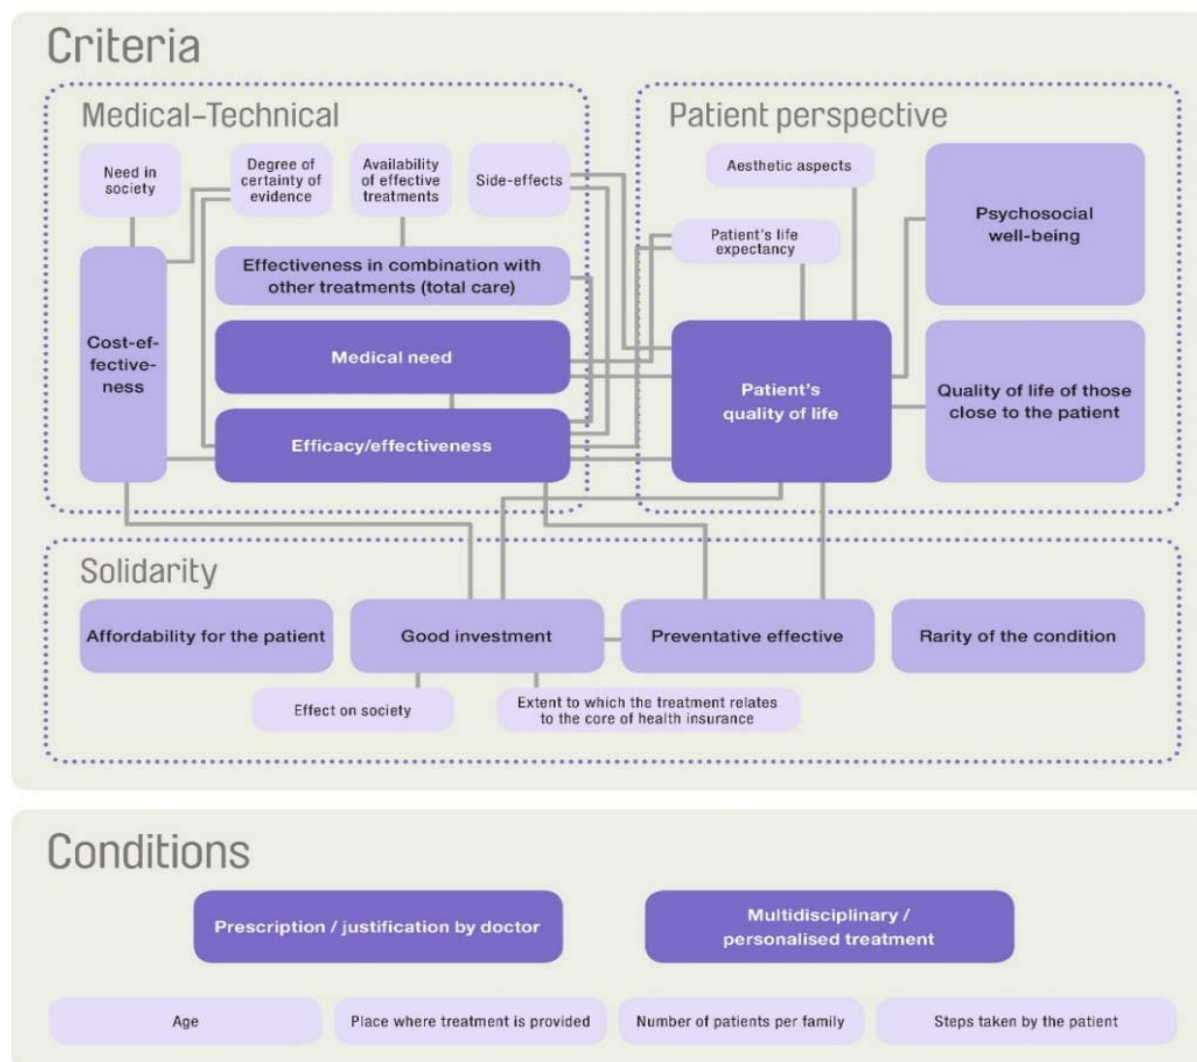 Criteria
Medical–Technical
Need in
society
Degree of
certainty of
evidence
Availability
of effective
treatments
Side-effects
Effectiveness in combination with
other treatments (total care)
Cost-ef-
fective-
ness
Medical need
Efficacy/effectiveness
Patient perspective
Aesthetic aspects
Patient's life
expectancy
Psychosocial
well-being
Patient's
quality of life
Quality of life of those
close to the patient
Solidarity
Affordability for the patient
Good investment
Preventative effective
Rarity of the condition
Effect on society
Extent to which the treatment relates
to the core of health insurance
Conditions
Prescription / justification by doctor
Multidisciplinary /
personalised treatment
Age
Place where treatment is provided
Number of patients per family
Steps taken by the patient